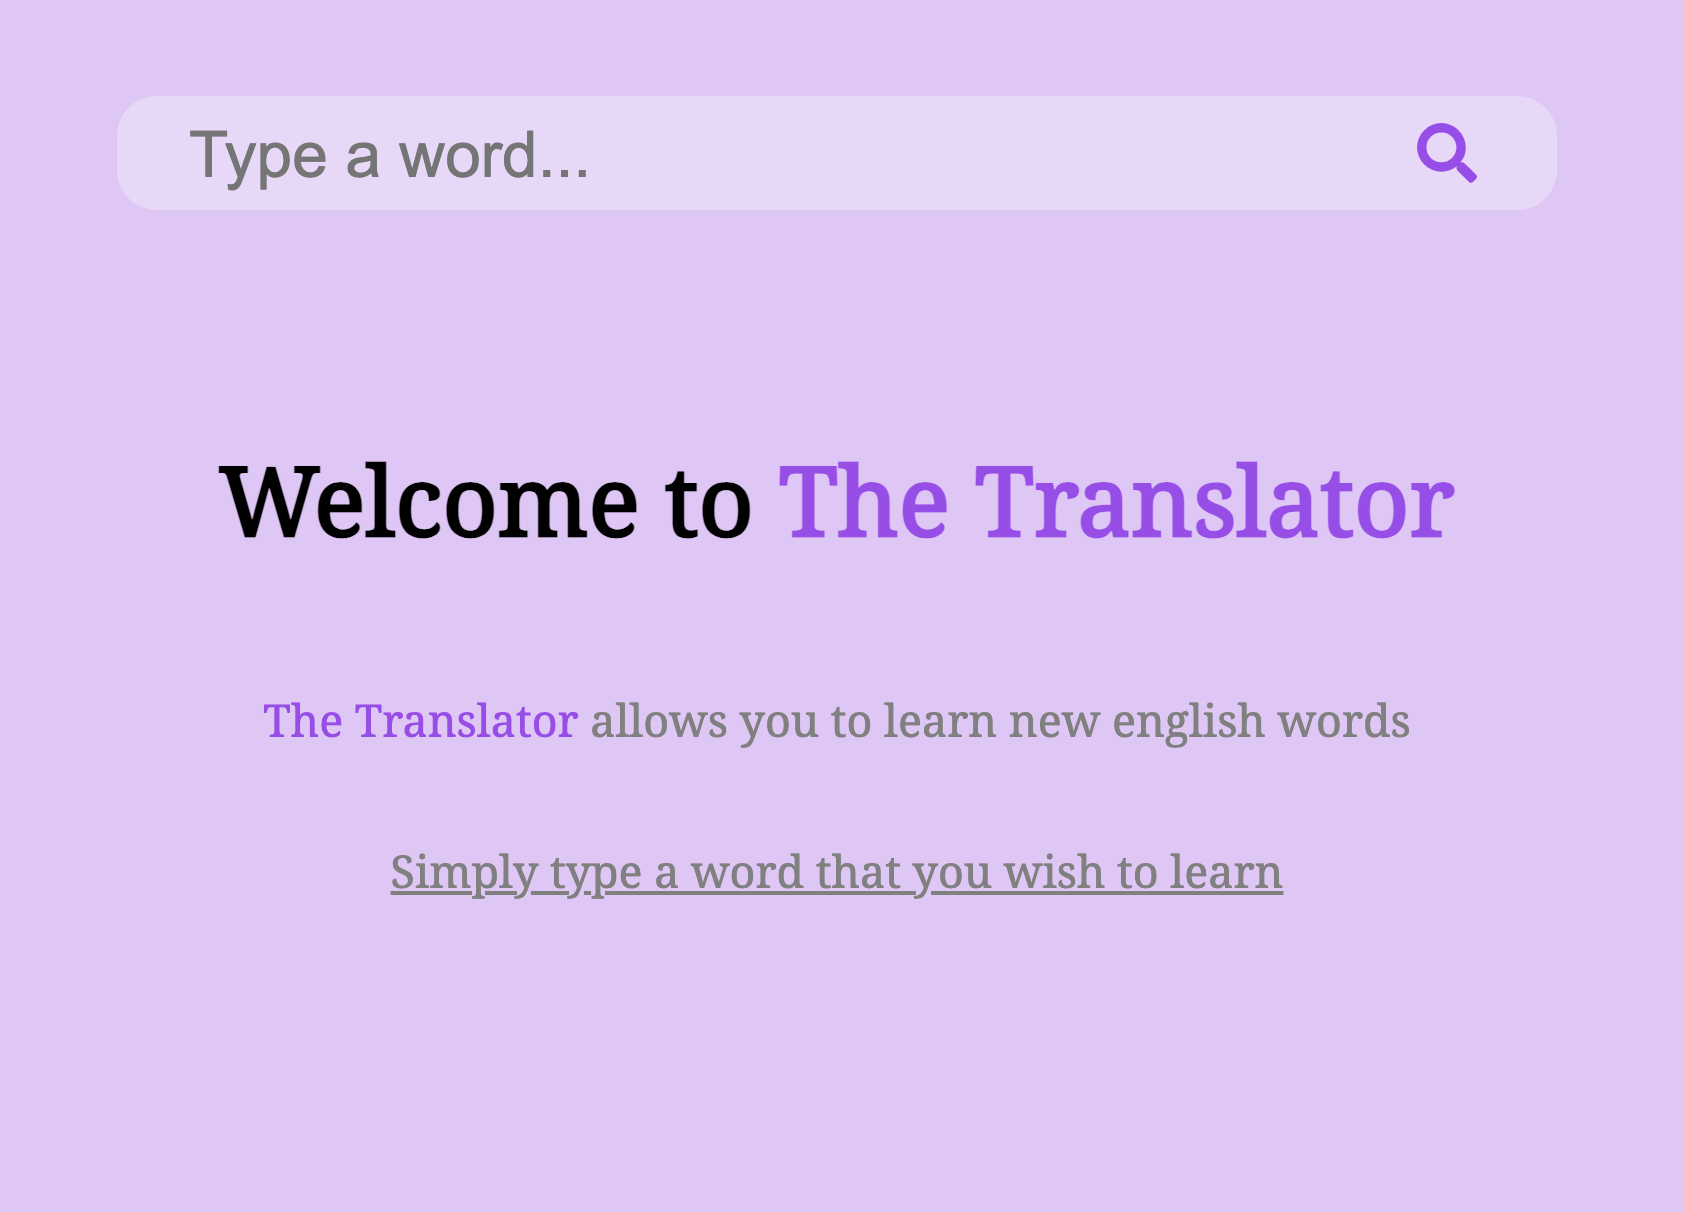 Type a word...
Welcome to The Translator
The Translator allows you to learn new english words
Simply type a word that you wish to learn